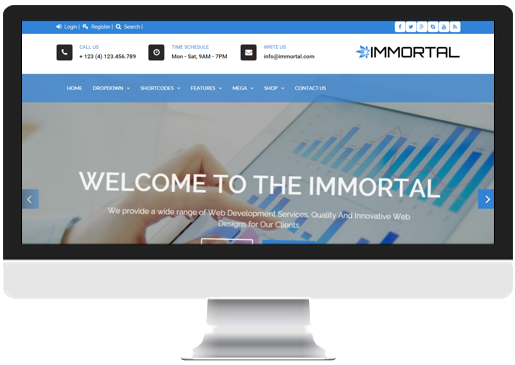 Login | Register | Search |
CALL US
+ 123 (4) 123.456.789
TIME SCHEDULE
Mon - Sat, 9AM - 7PM
WRITE US
info@immortal.com
IMMORTAL
HOME DROPDOWN SHORTCODES FEATURES MEGA SHOP CONTACT US
WELCOME TO THE IMMORTAL
We provide a wide range of Web Development Services, Quality And Innovative Web
Designs for Our Clients